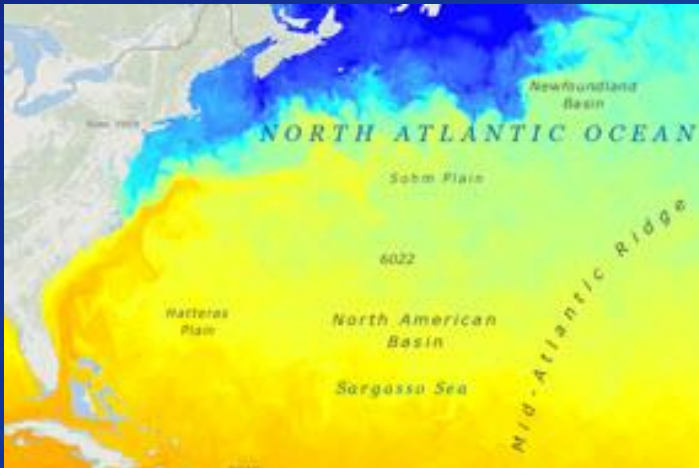 Newfoundland
Basin
NORTH ATLANTIC OCEAN
Sohm Plain
Mid-Atlantic Ridge
6022
Hatteras
Plain
North American
Basin
Sargasso Sea